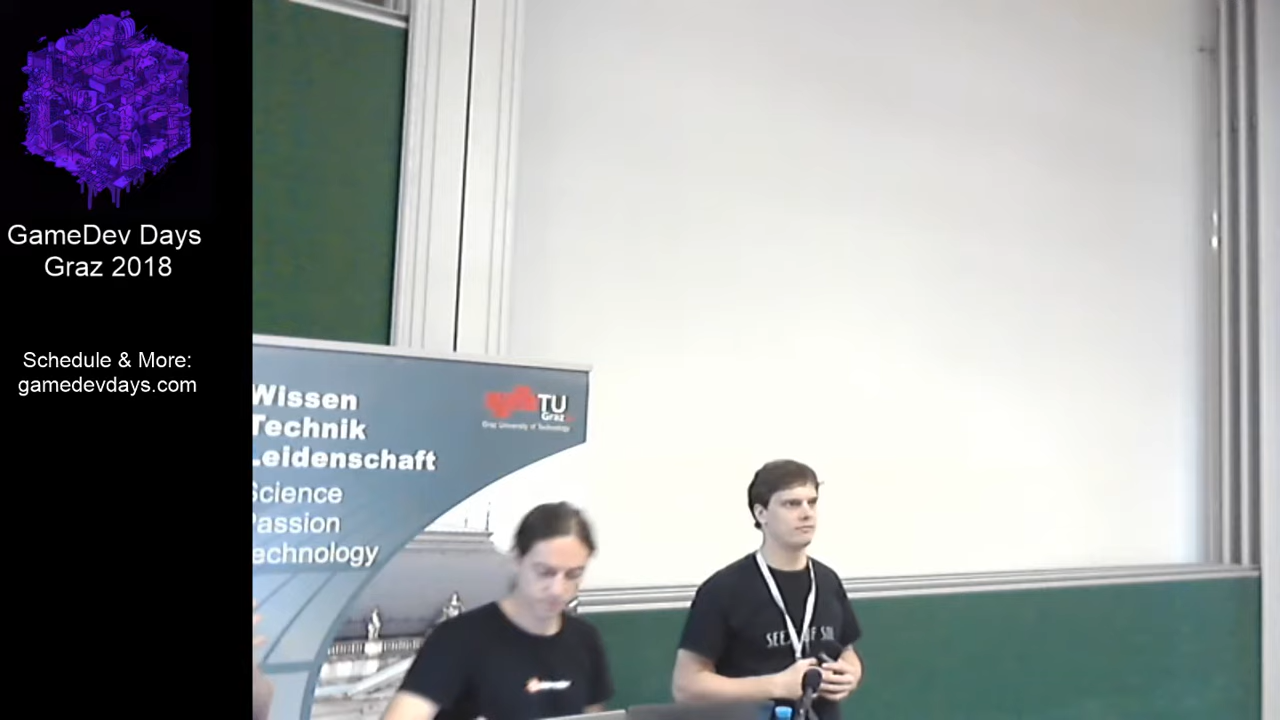 GameDev Days
Graz 2018
Schedule & More:
gamedevdays.com
Wissen
Technik
Leidenschaft
Science
Passion
Technology
TU
Graz
Graz University of Technology